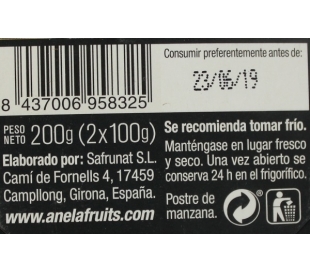 Consumir preferentemente antes de:
23/06/19
8 437006 958325
PESO NETO 200g (2x100g)
Elaborado por: Safrunat S.L.
Camí de Fornells 4, 17459
Campllong, Girona, España.
www.anelafruits.com
Se recomienda tomar frío.
Manténgase en lugar fresco
y seco. Una vez abierto se
conserva 24 h en el frigorífico.
Postre de
manzana.